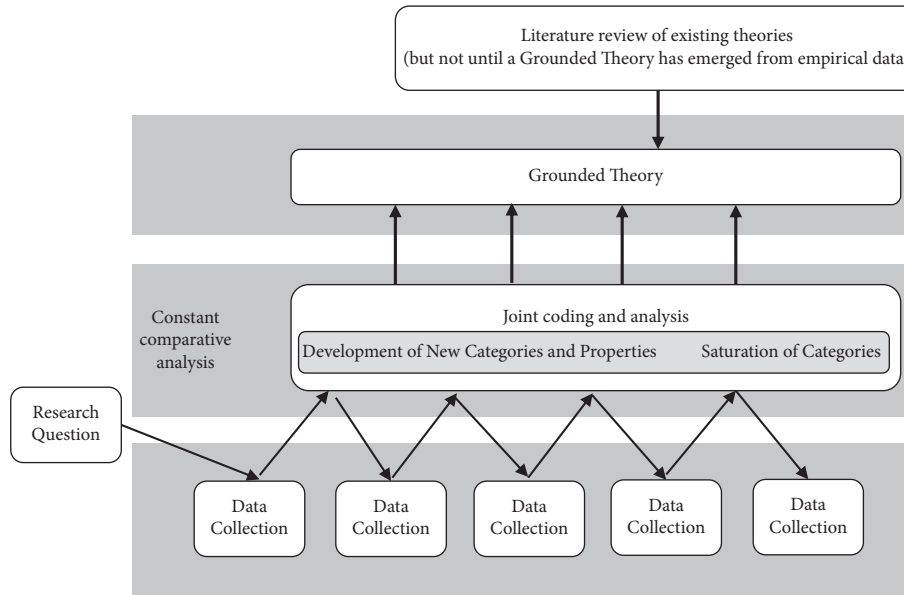 Literature review of existing theories
(but not until a Grounded Theory has emerged from empirical data
Grounded Theory
Constant
comparative
analysis
Joint coding and analysis
Development of New Categories and Properties
Saturation of Categories
Research
Question
Data
Collection
Data
Collection
Data
Collection
Data
Collection
Data
Collection